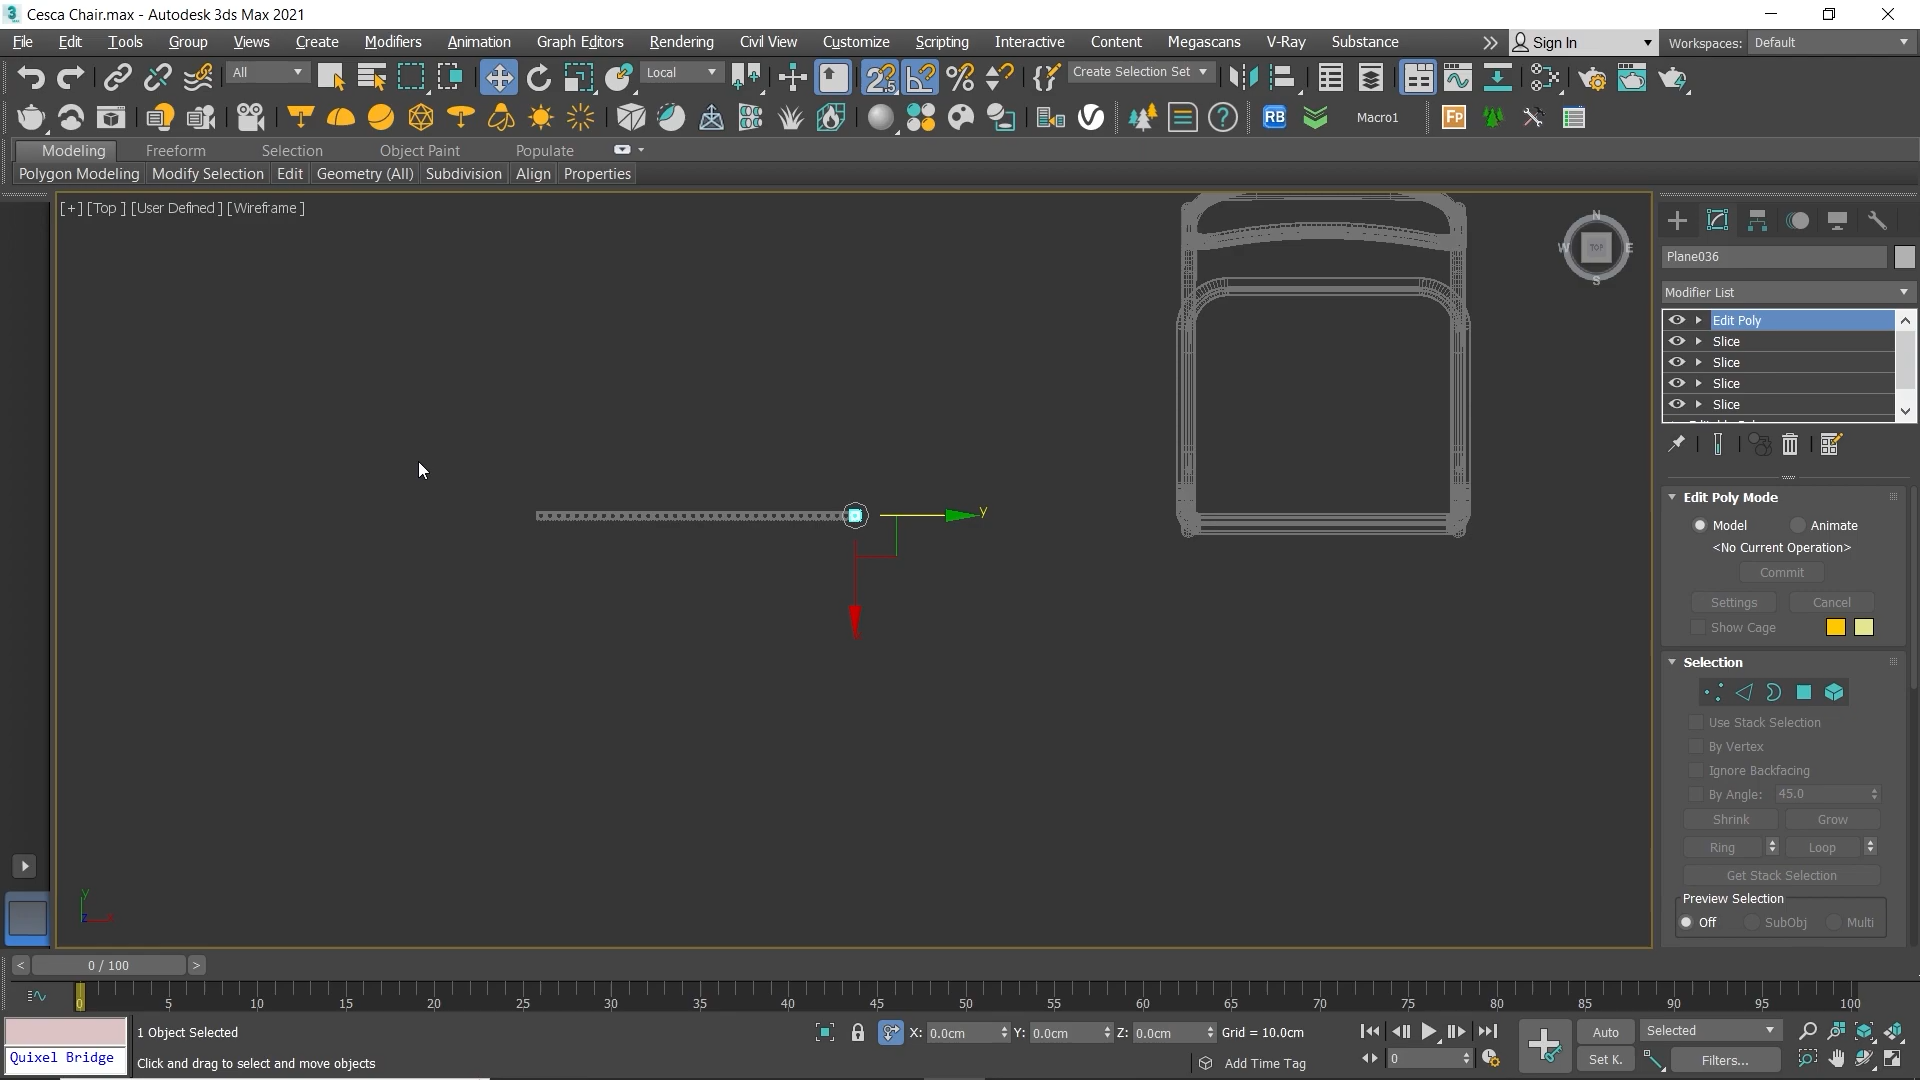 Cesca Chair.max - Autodesk 3ds Max 2021
File Edit Tools Group Views Create Modifiers Animation Graph Editors Rendering Civil View Customize Scripting Interactive Content Megascans V-Ray Substance Sign In Workspaces: Default
All Local 2.5 Create Selection Set
RB Macro1 FP
Modeling Freeform Selection Object Paint Populate
Polygon Modeling Modify Selection Edit Geometry (All) Subdivision Align Properties
[+] [Top ] [User Defined ] [Wireframe ]
N
W TOP E
S
y
y
z
Plane036
Modifier List
Edit Poly
Slice
Slice
Slice
Slice
Edit Poly Mode
Model Animate
<No Current Operation>
Commit
Settings Cancel
Show Cage
Selection
Use Stack Selection
By Vertex
Ignore Backfacing
By Angle: 45.0
Shrink Grow
Ring Loop
Get Stack Selection
Preview Selection
Off SubObj Multi
< 0 / 100 >
0 5 10 15 20 25 30 35 40 45 50 55 60 65 70 75 80 85 90 95 100
1 Object Selected X: 0.0cm Y: 0.0cm Z: 0.0cm Grid = 10.0cm Auto Selected
Quixel Bridge Click and drag to select and move objects Add Time Tag 0 Set K. Filters...